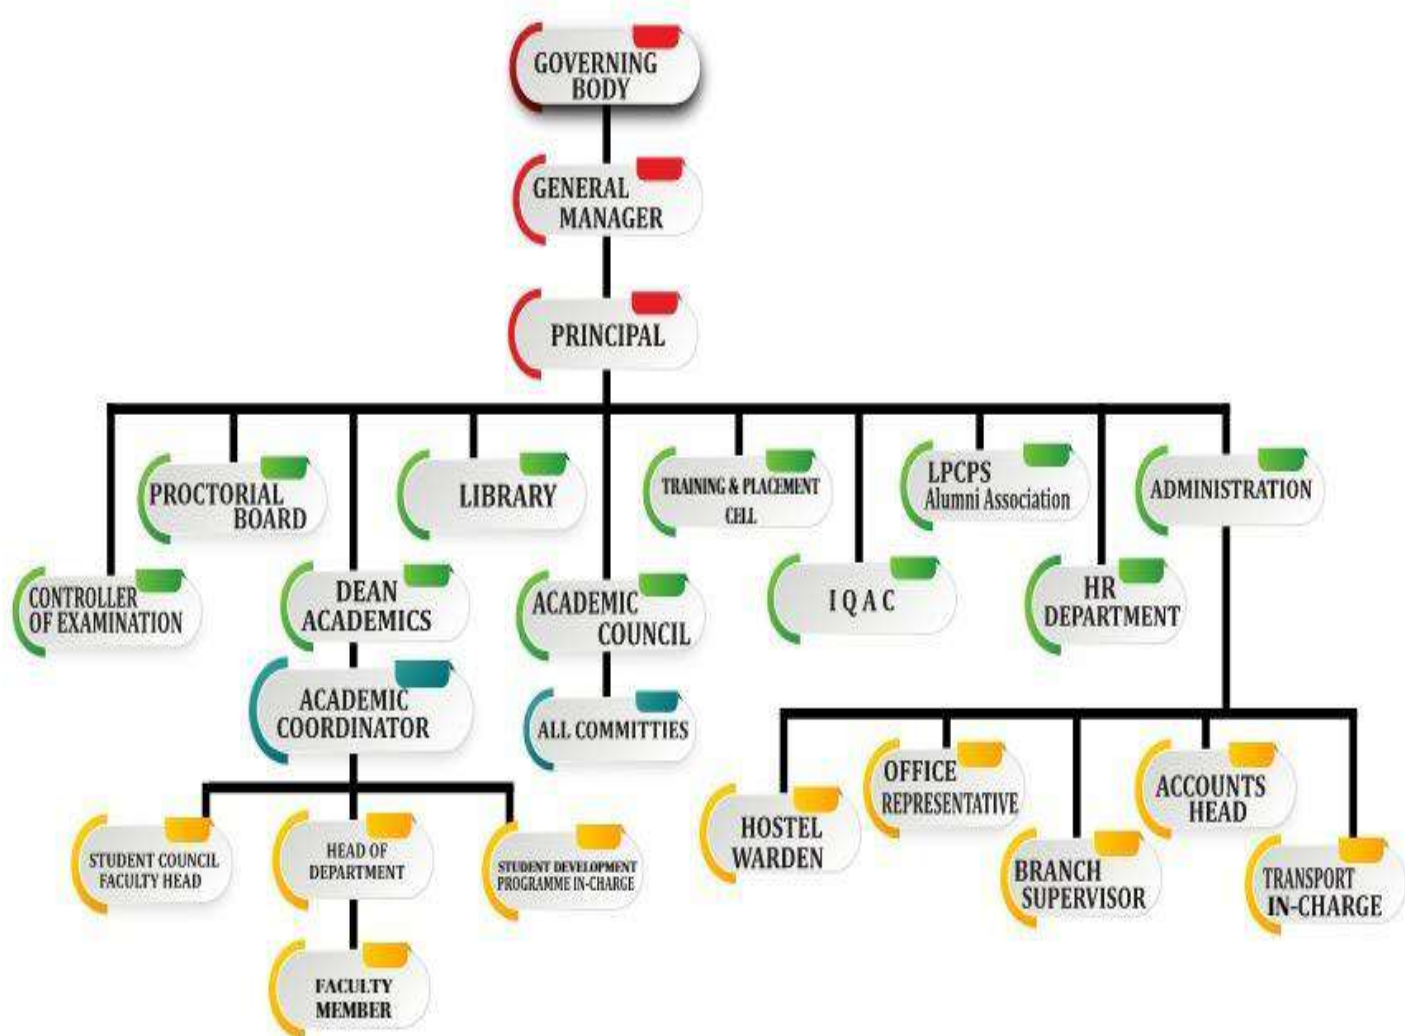 GOVERNING
BODY
GENERAL
MANAGER
PRINCIPAL
PROCTORIAL
BOARD
LIBRARY
TRAINING & PLACEMENT
CELL
LPCPS
Alumni Association
ADMINISTRATION
CONTROLLER
OF EXAMINATION
DEAN
ACADEMICS
ACADEMIC
COUNCIL
I Q A C
HR
DEPARTMENT
ACADEMIC
COORDINATOR
ALL COMMITTIES
STUDENT COUNCIL
FACULTY HEAD
HEAD OF
DEPARTMENT
STUDENT DEVELOPMENT
PROGRAMME IN-CHARGE
HOSTEL
WARDEN
OFFICE
REPRESENTATIVE
BRANCH
SUPERVISOR
ACCOUNTS
HEAD
TRANSPORT
IN-CHARGE
FACULTY
MEMBER